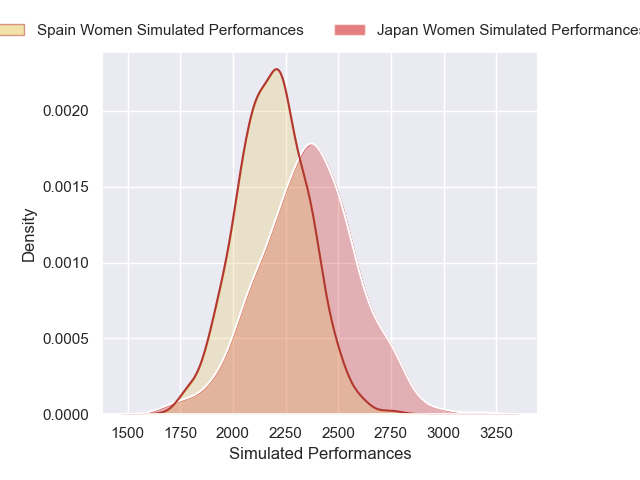 Spain Women Simulated Performances Japan Women Simulated Performances
0.0020
0.0015
0.0010
0.0005
0.0000
Density
1500 1750 2000 2250 2500 2750 3000 3250
Simulated Performances